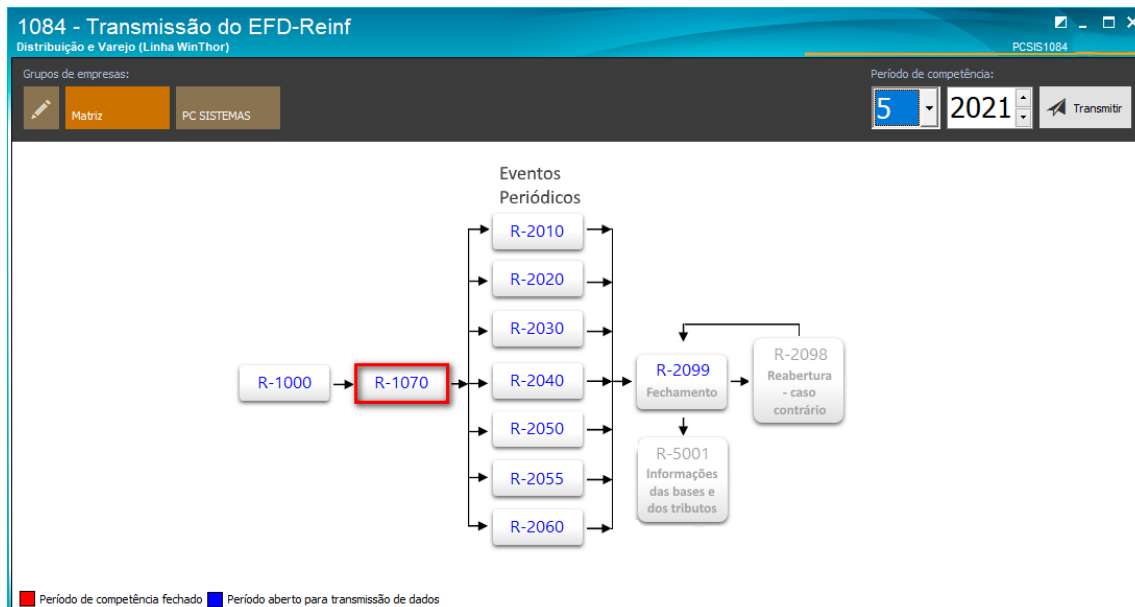 1084 - Transmissão do EFD-Reinf
Distribuição e Varejo (Linha WinThor)
PCSIS1084
Grupos de empresas:
Matriz
PC SISTEMAS
Período de competência:
5
2021
Transmitir
Eventos
Periódicos
R-2010
R-2020
R-2030
R-1000
R-1070
R-2040
R-2050
R-2055
R-2060
R-2099
Fechamento
R-2098
Reabertura
- caso
contrário
R-5001
Informações
das bases e
dos tributos
Período de competência fechado
Período aberto para transmissão de dados